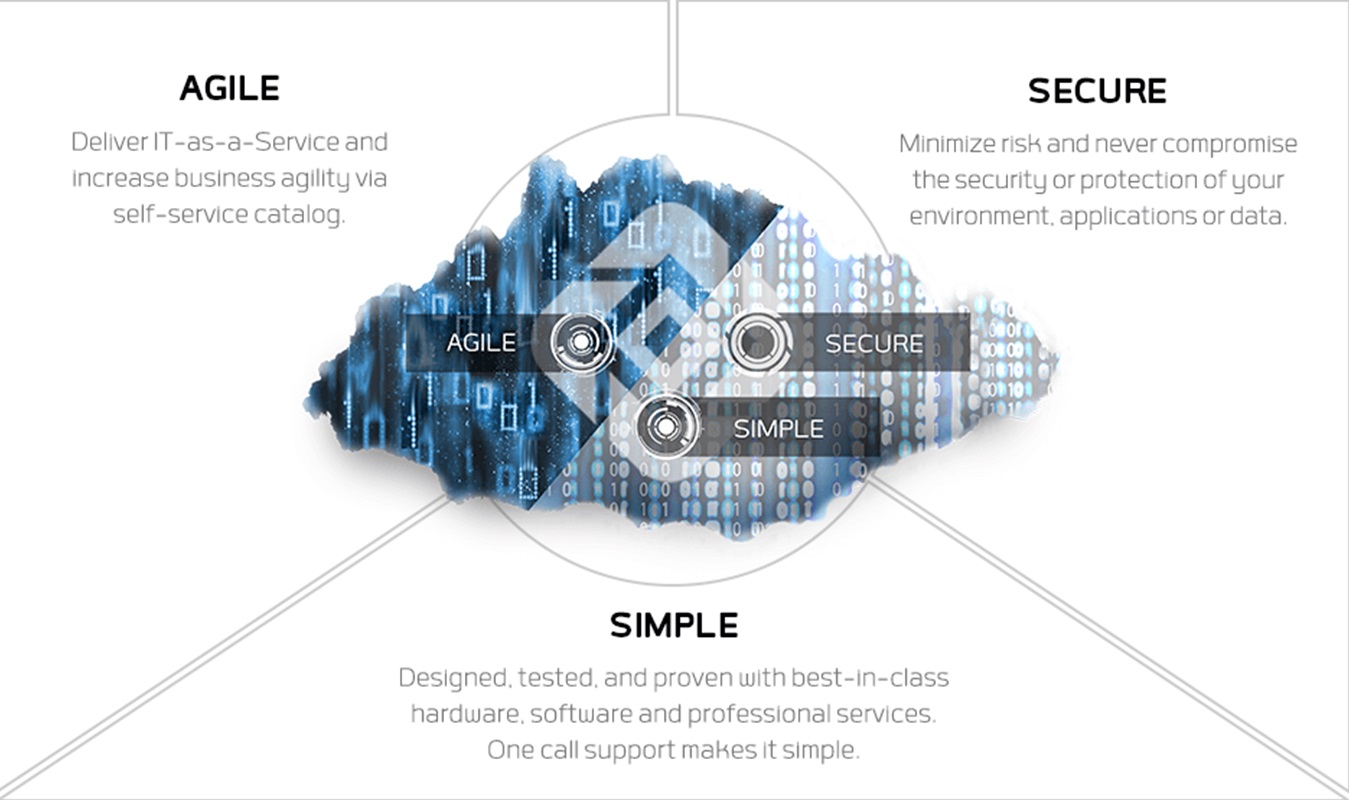 AGILE
Deliver IT-as-a-Service and
increase business agility via
self-service catalog.
SECURE
Minimize risk and never compromise
the security or protection of your
environment, applications or data.
AGILE
SECURE
SIMPLE
SIMPLE
Designed, tested, and proven with best-in-class
hardware, software and professional services.
One call support makes it simple.